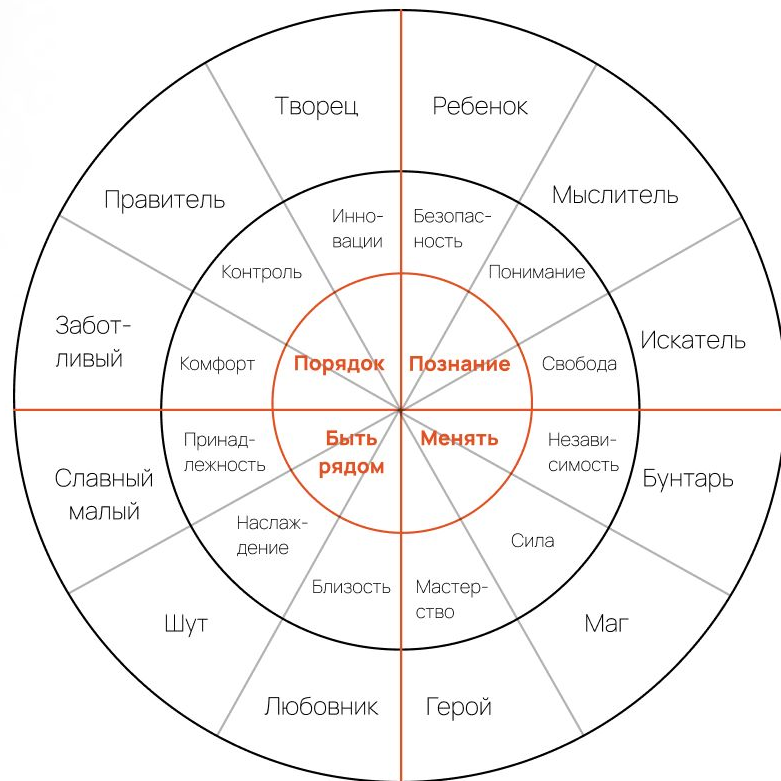 Творец
Ребенок
Правитель
Мыслитель
Инно-
вации
Безопас-
ность
Контроль
Понимание
Забот-
ливый
Искатель
Комфорт
Порядок
Познание
Свобода
Принад-
лежность
Быть
рядом
Менять
Незави-
симость
Славный
малый
Бунтарь
Наслаж-
дение
Сила
Близость
Мастер-
ство
Шут
Маг
Любовник
Герой